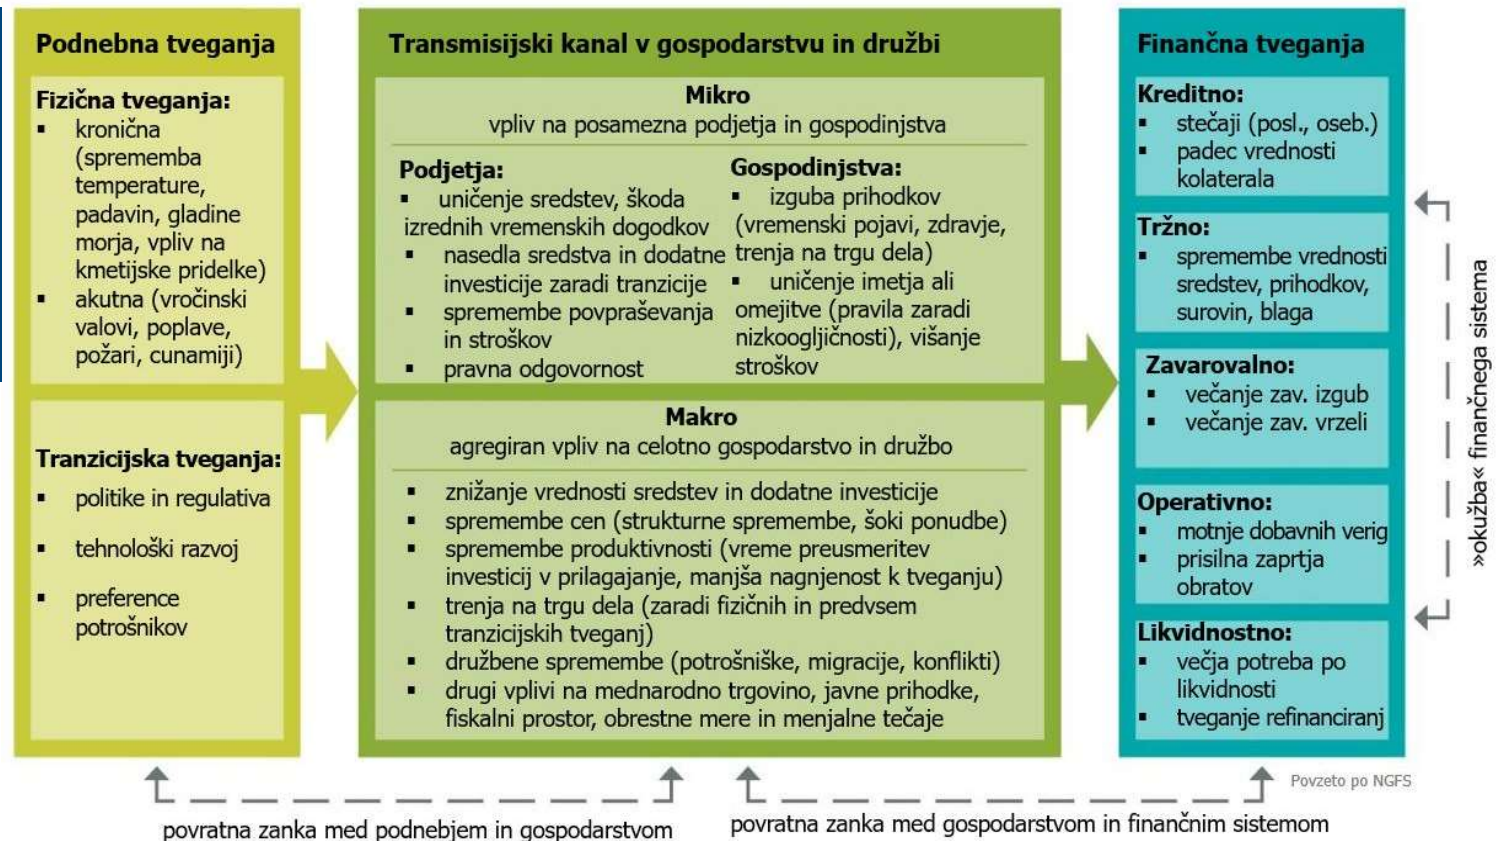 Podnebna tveganja
Fizična tveganja:
▪ kronična
(sprememba
temperature,
padavin, gladine
morja, vpliv na
kmetijske pridelke)
▪ akutna (vročinski
valovi, poplave,
požari, cunamiji)
Tranzicijska tveganja:
▪ politike in regulativa
▪ tehnološki razvoj
▪ preference
potrošnikov
Transmisijski kanal v gospodarstvu in družbi
Mikro
vpliv na posamezna podjetja in gospodinjstva
Podjetja:
▪ uničenje sredstev, škoda
izrednih vremenskih dogodkov
▪ nasedla sredstva in dodatne
investicije zaradi tranzicije
▪ spremembe povpraševanja
in stroškov
▪ pravna odgovornost
Gospodinjstva:
▪ izguba prihodkov
(vremenski pojavi, zdravje,
trenja na trgu dela)
▪ uničenje imetja ali
omejitve (pravila zaradi
nizkoogljičnosti), višanje
stroškov
Makro
agregiran vpliv na celotno gospodarstvo in družbo
▪ znižanje vrednosti sredstev in dodatne investicije
▪ spremembe cen (strukturne spremembe, šoki ponudbe)
▪ spremembe produktivnosti (vreme preusmeritev
investicij v prilagajanje, manjša nagnjenost k tveganju)
▪ trenja na trgu dela (zaradi fizičnih in predvsem
tranzicijskih tveganj)
▪ družbene spremembe (potrošniške, migracije, konflikti)
▪ drugi vplivi na mednarodno trgovino, javne prihodke,
fiskalni prostor, obrestne mere in menjalne tečaje
Finančna tveganja
Kreditno:
▪ stečaji (posl., oseb.)
▪ padec vrednosti
kolaterala
Tržno:
▪ spremembe vrednosti
sredstev, prihodkov,
surovin, blaga
Zavarovalno:
▪ večanje zav. izgub
▪ večanje zav. vrzeli
Operativno:
▪ motnje dobavnih verig
▪ prisilna zaprtja
obratov
Likvidnostno:
▪ večja potreba po
likvidnosti
▪ tveganje refinanciranj
»okužba« finančnega sistema
Povzeto po NGFS
povratna zanka med podnebjem in gospodarstvom
povratna zanka med gospodarstvom in finančnim sistemom